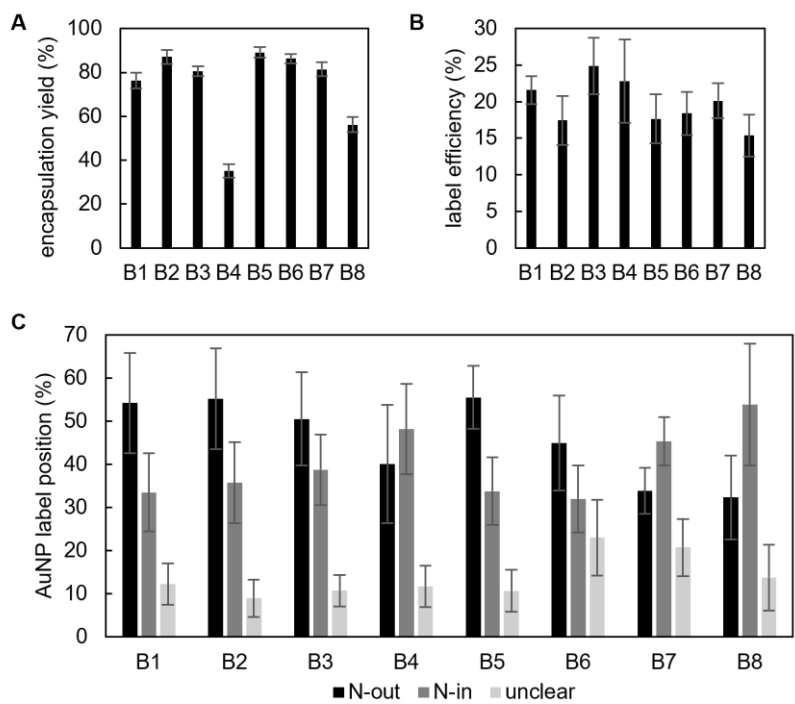 A
encapsulation yield (%)
100
80
60
40
20
0
B1 B2 B3 B4 B5 B6 B7 B8
B
label efficiency (%)
30
25
20
15
10
5
0
B1 B2 B3 B4 B5 B6 B7 B8
C
AuNP label position (%)
70
60
50
40
30
20
10
0
B1 B2 B3 B4 B5 B6 B7 B8
N-out N-in unclear